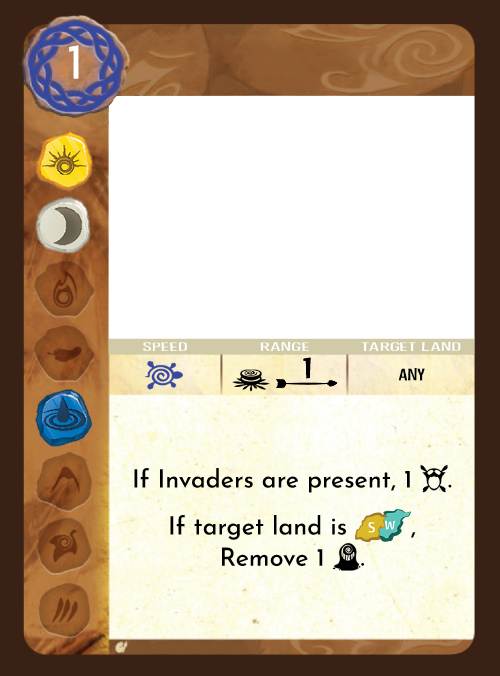 1
SPEED RANGE TARGET LAND
1 ANY
If Invaders are present, 1 .
If target land is S W ,
Remove 1 .